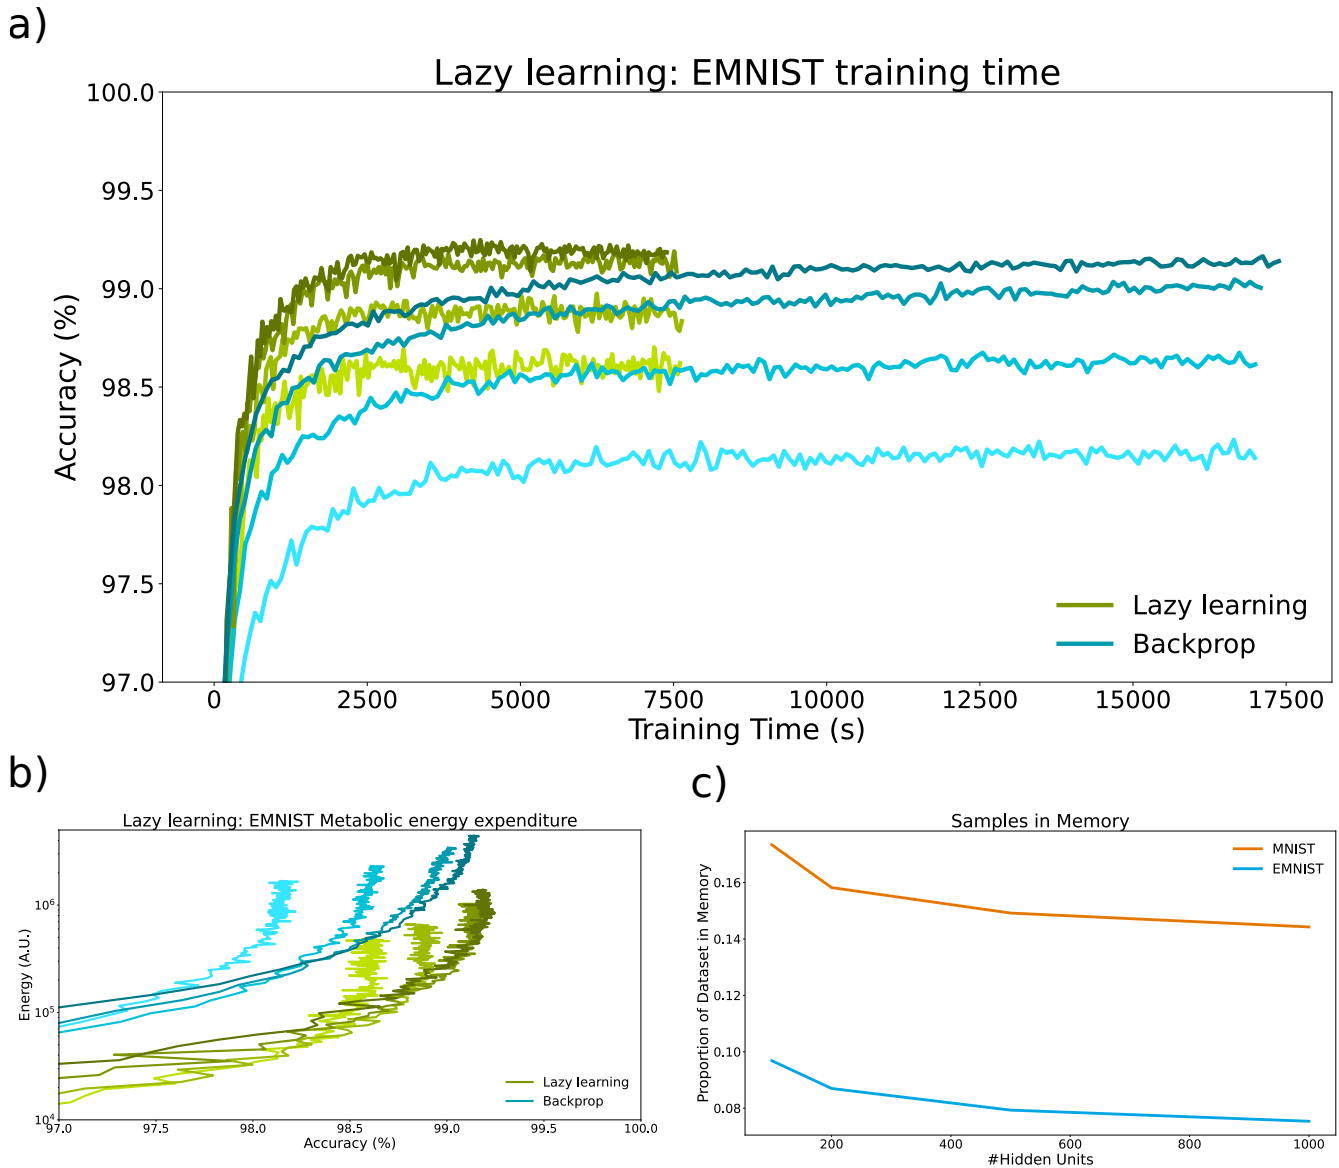 a)
Lazy learning: EMNIST training time
100.0
99.5
99.0
98.5
98.0
97.5
97.0
Accuracy (%)
Lazy learning
Backprop
0 2500 5000 7500 10000 12500 15000 17500
Training Time (s)
b)
Lazy learning: EMNIST Metabolic energy expenditure
10^6
10^5
10^4
Energy (A.U.)
Lazy learning
Backprop
97.0 97.5 98.0 98.5 99.0 99.5 100.0
Accuracy (%)
c)
Samples in Memory
MNIST
EMNIST
0.16
0.14
0.12
0.10
0.08
Proportion of Dataset in Memory
200 400 600 800 1000
#Hidden Units